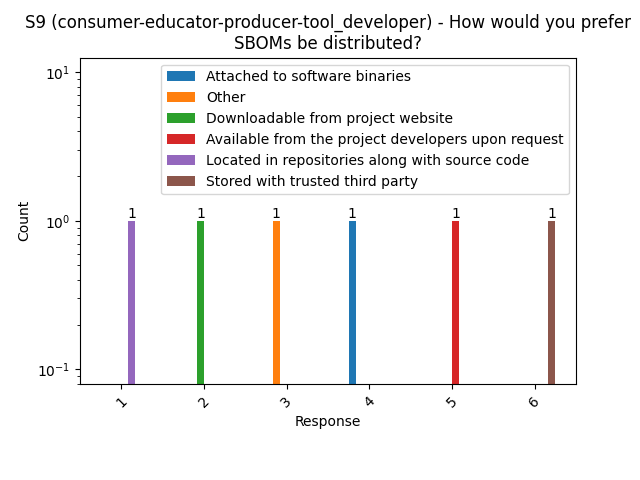 S9 (consumer-educator-producer-tool_developer) - How would you prefer
SBOMs be distributed?
10¹
Attached to software binaries
Other
Downloadable from project website
Available from the project developers upon request
Located in repositories along with source code
Stored with trusted third party
1 1 1 1 1 1
10⁰
Count
10⁻¹
1 2 3 4 5 6
Response